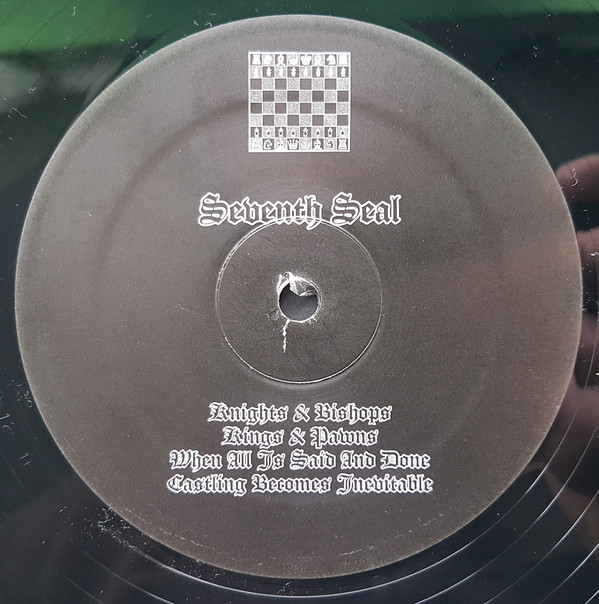 Seventh Seal
Knights & Bishops
Kings & Pawns
When All Is Said And Done
Castling Becomes Inevitable